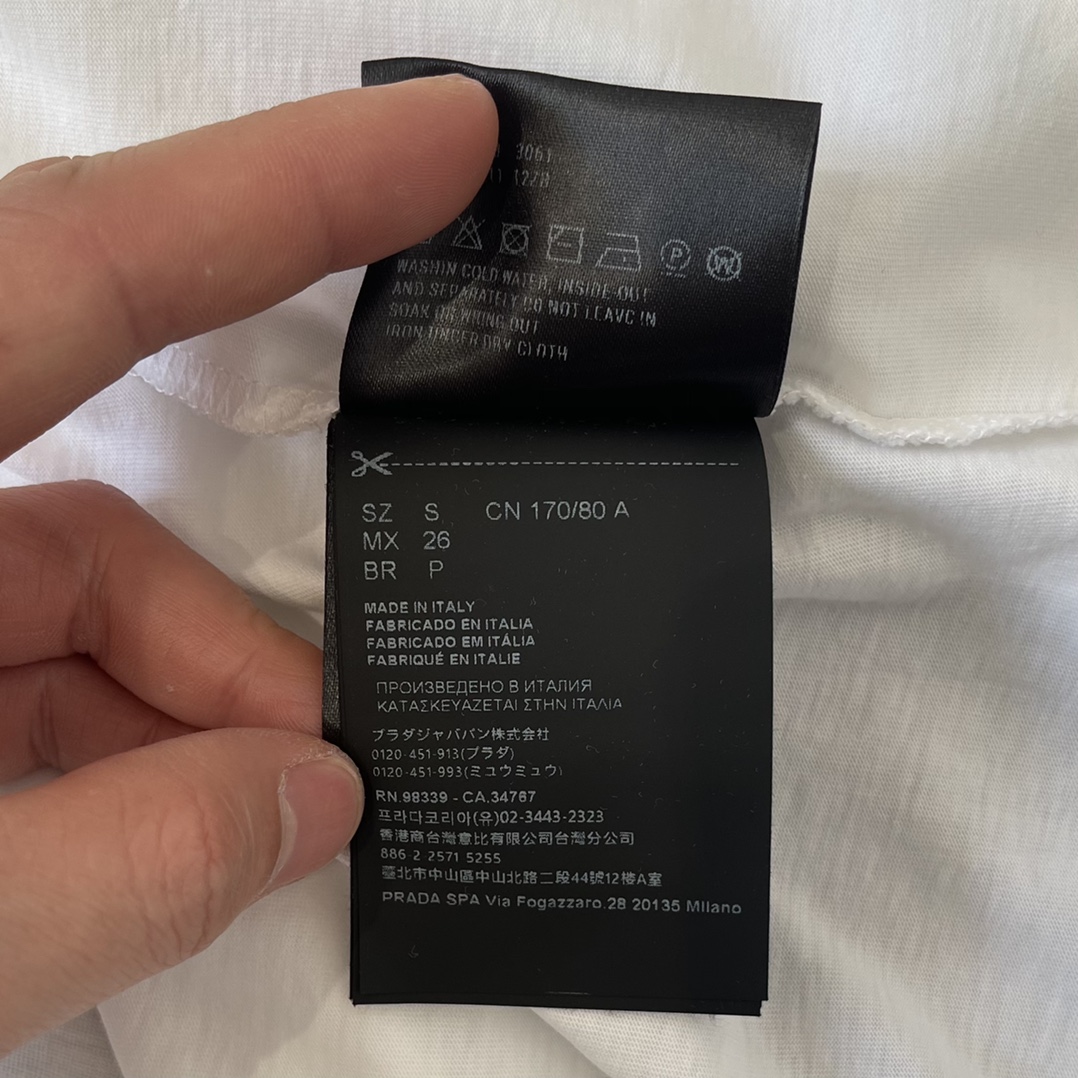 3061
WASHIN COLD WATER, INSIDE OUT
AND SEPARATELY DO NOT LEAVC IN
SOAK OR WRING OUT
IRON UNCER DRY CLOTH
SZ S CN 170/80 A
MX 26
BR P
MADE IN ITALY
FABRICADO EN ITALIA
FABRICADO EM ITÁLIA
FABRIQUÉ EN ITALIE
ПРОИЗВЕДЕНО В ИТАЛИЯ
ΚΑΤΑΣΚΕΥΑΖΕΤΑΙ ΣΤΗΝ ΙΤΑΛΙΑ
プラダジャパパン株式会社
0120-451-913(プラダ)
0120-451-993(ミュウミュウ)
RN.98339 - CA.34767
프라다코리아(유)02-3443-2323
香港商台灣意比有限公司台灣分公司
886-2 2571 5255
臺北市中山區中山北路二段44號12樓A室
PRADA SPA Via Fogazzaro.28 20135 MIlano